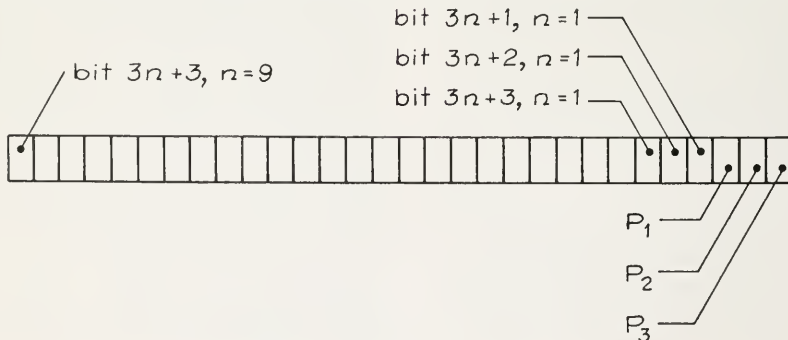 bit 3n+1, n=1
bit 3n+2, n=1
bit 3n+3, n=9
bit 3n+3, n=1
P₁
P₂
P₃